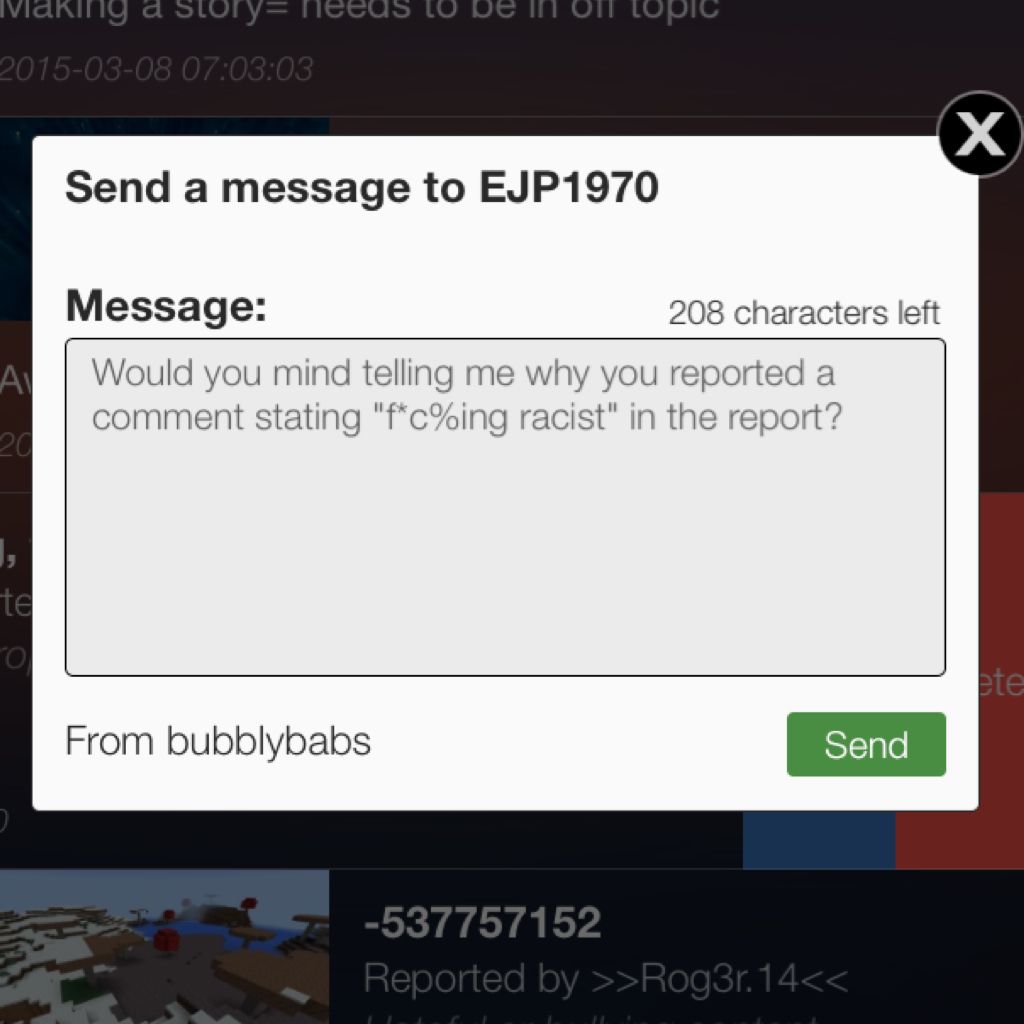 Making a story= needs to be in off topic
2015-03-08 07:03:03
X
Send a message to EJP1970
Message:
208 characters left
Would you mind telling me why you reported a
comment stating "f*c%ing racist" in the report?
From bubblybabs
Send
-537757152
Reported by >>Rog3r.14<<